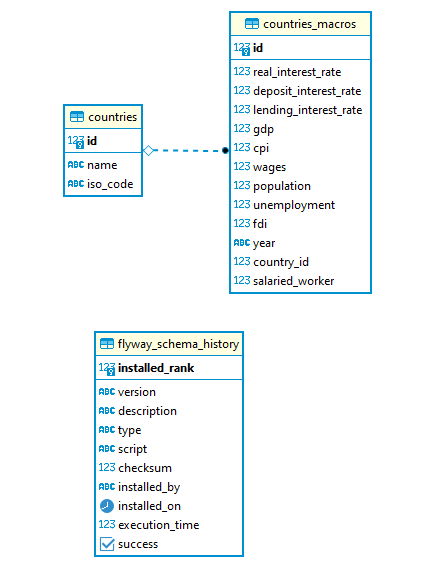 countries_macros
id
123 real_interest_rate
123 deposit_interest_rate
123 lending_interest_rate
123 gdp
123 cpi
123 wages
123 population
123 unemployment
123 fdi
ABC year
123 country_id
123 salaried_worker
countries
123 id
ABC name
ABC iso_code
flyway_schema_history
123 installed_rank
ABC version
ABC description
ABC type
ABC script
123 checksum
ABC installed_by
installed_on
123 execution_time
success